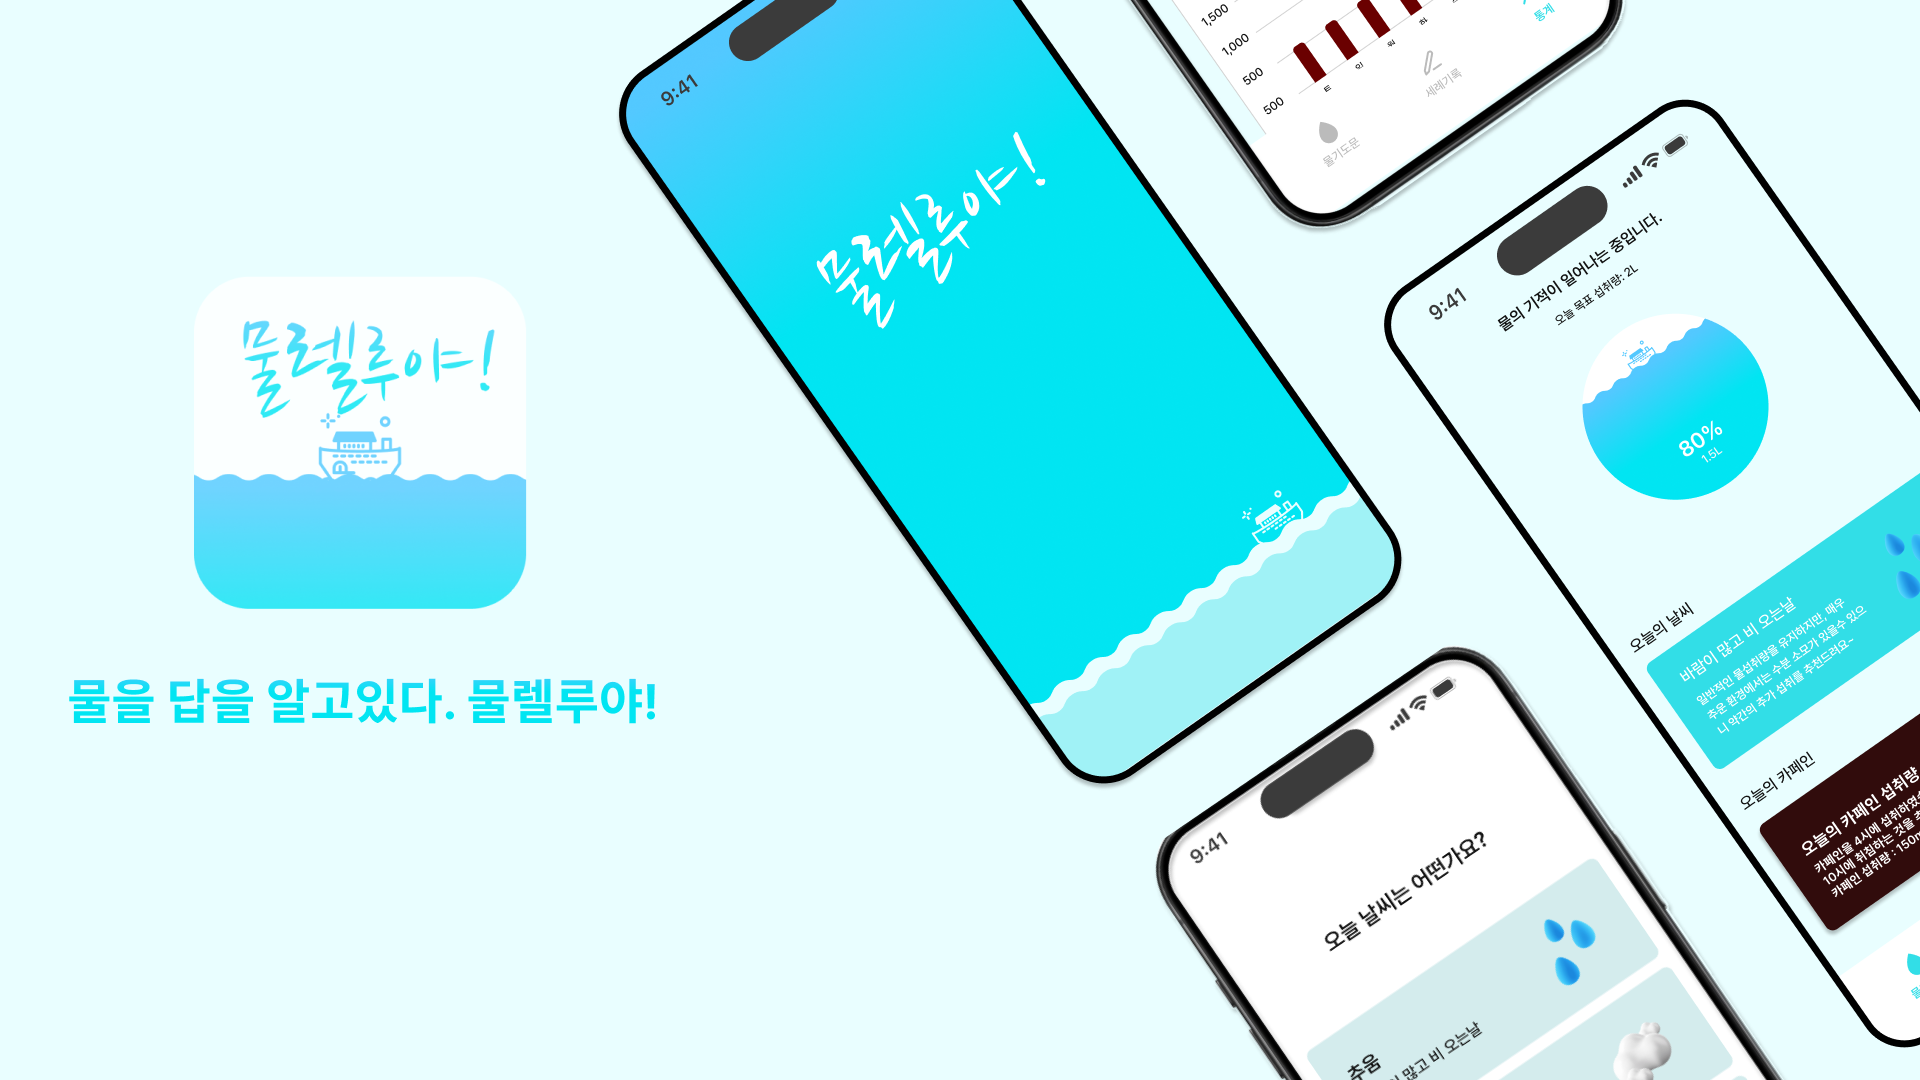 물렐루야!
물을 답을 알고있다. 물렐루야!
9:41
물렐루야!
1,500
1,000
500
500
통계
세례기록
물기도문
9:41
물의 기적이 일어나는 중입니다.
오늘 목표 섭취량: 2L
80%
1.5L
오늘의 날씨
바람이 많고 비 오는날
일반적인 물섭취량을 유지하지만, 매우
추운 환경에서는 수분 소모가 있을수 있으
니 약간의 추가 섭취를 추천드려요~
오늘의 카페인
오늘의 카페인 섭취량
카페인을 4시에 섭취하였
10시에 취침하는 것을
카페인 섭취량 : 150m
물
9:41
오늘 날씨는 어떤가요?
추움
많고 비 오는날